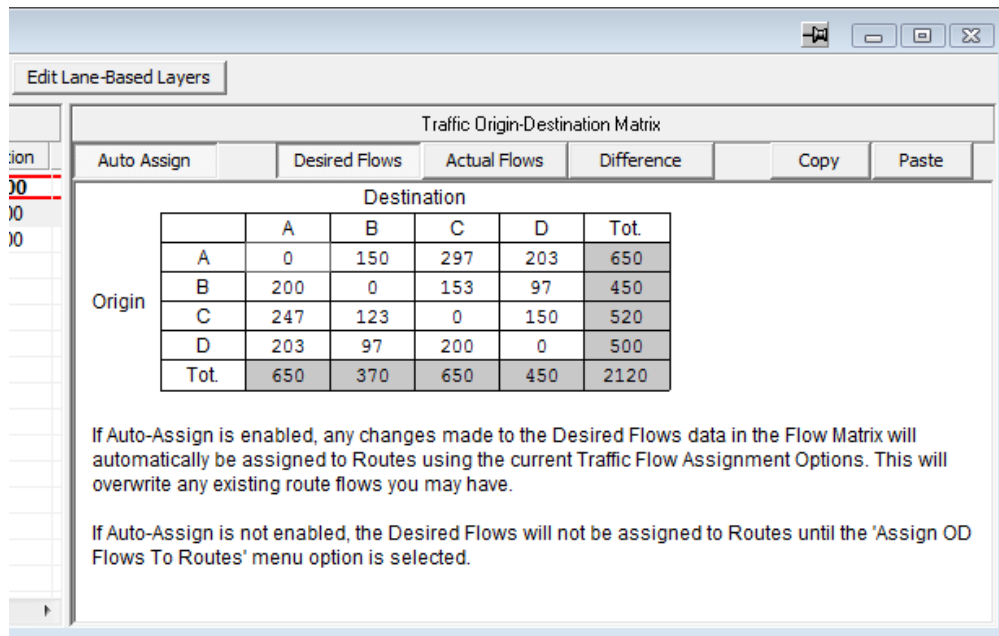 Edit Lane-Based Layers
Traffic Origin-Destination Matrix
Auto Assign Desired Flows Actual Flows Difference Copy Paste
00
00
00
Destination
A B C D Tot.
A 0 150 297 203 650
Origin
B 200 0 153 97 450
C 247 123 0 150 520
D 203 97 200 0 500
Tot. 650 370 650 450 2120
If Auto-Assign is enabled, any changes made to the Desired Flows data in the Flow Matrix will
automatically be assigned to Routes using the current Traffic Flow Assignment Options. This will
overwrite any existing route flows you may have.
If Auto-Assign is not enabled, the Desired Flows will not be assigned to Routes until the 'Assign OD
Flows To Routes' menu option is selected.